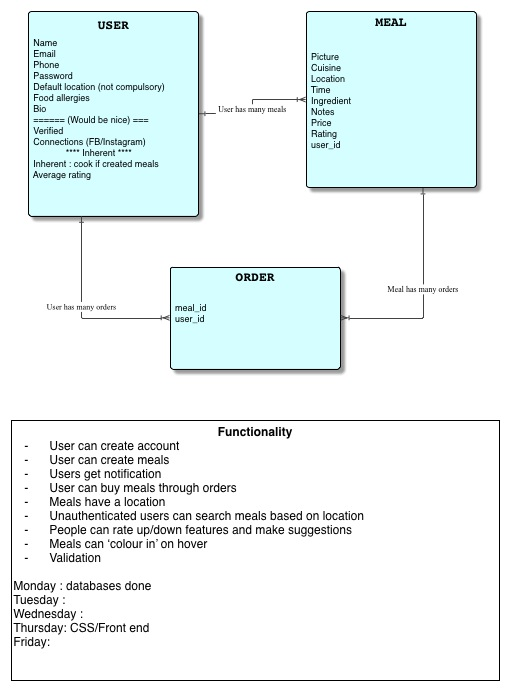 USER
Name
Email
Phone
Password
Default location (not compulsory)
Food allergies
Bio
====== (Would be nice) ===
Verified
Connections (FB/Instagram)
**** Inherent ****
Inherent : cook if created meals
Average rating
User has many meals
MEAL
Picture
Cuisine
Location
Time
Ingredient
Notes
Price
Rating
user_id
User has many orders
Meal has many orders
ORDER
meal_id
user_id
Functionality
- User can create account
- User can create meals
- Users get notification
- User can buy meals through orders
- Meals have a location
- Unauthenticated users can search meals based on location
- People can rate up/down features and make suggestions
- Meals can ‘colour in’ on hover
- Validation
Monday : databases done
Tuesday :
Wednesday :
Thursday: CSS/Front end
Friday: